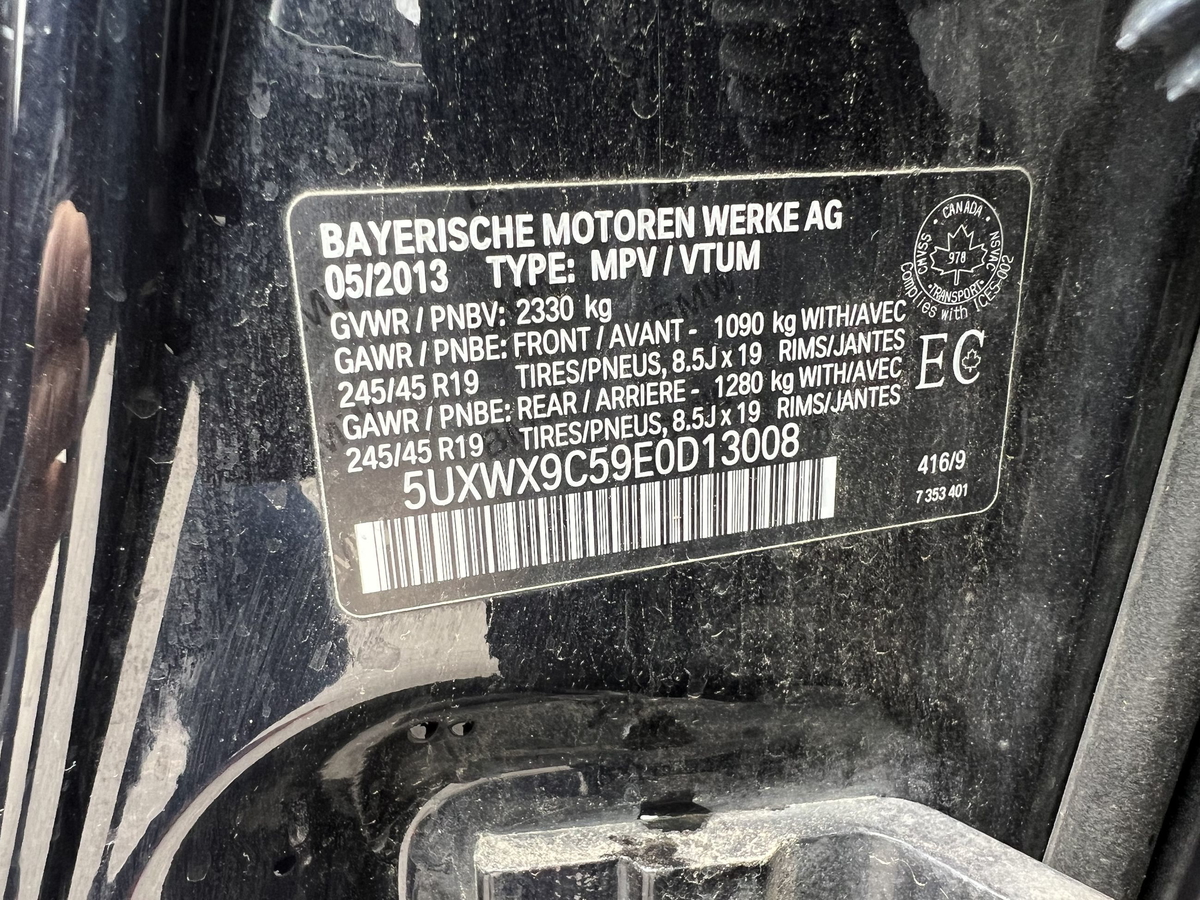 BAYERISCHE MOTOREN WERKE AG
05/2013 TYPE: MPV / VTUM
GVWR / PNBV: 2330 kg
GAWR / PNBE: FRONT / AVANT - 1090 kg WITH/AVEC
245/45 R19 TIRES/PNEUS, 8.5J x 19 RIMS/JANTES
GAWR / PNBE: REAR / ARRIERE - 1280 kg WITH/AVEC
245/45 R19 TIRES/PNEUS, 8.5J x 19 RIMS/JANTES
5UXWX9C59E0D13008
CANADA
CMVSS
NSVAC
978
TRANSPORT
Complies with ICES-002
EC
416/9
7 353 401